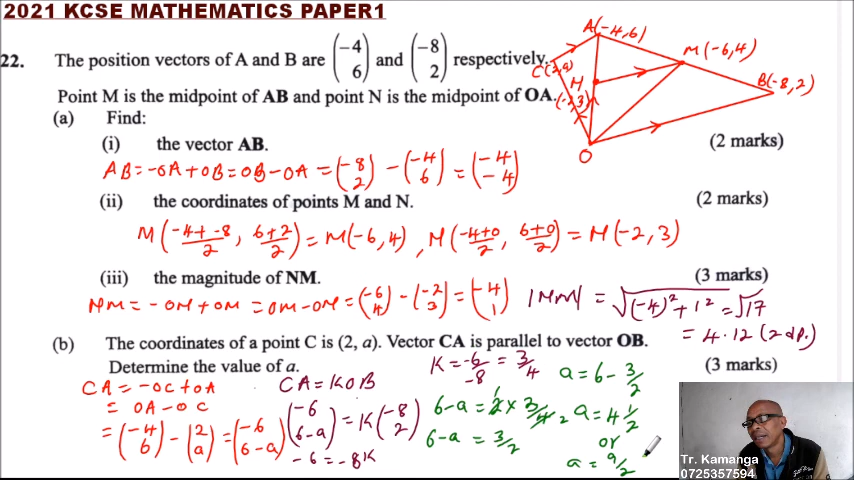 2021 KCSE MATHEMATICS PAPER1
22. The position vectors of A and B are (−4 6) and (−8 2) respectively.
Point M is the midpoint of AB and point N is the midpoint of OA.
A(-4,6)
M(-6,4)
C(2,a)
N
(-2,3)
B(-8,2)
O
(a) Find:
(i) the vector AB. (2 marks)
AB = -OA + OB = OB - OA = (-8 2) - (-4 6) = (-4 -4)
(ii) the coordinates of points M and N. (2 marks)
M(-4+-8/2, 6+2/2) = M(-6,4), N(-4+0/2, 6+0/2) = N(-2,3)
(iii) the magnitude of NM. (3 marks)
NM = -ON + OM = OM - ON = (-6 4) - (-2 3) = (-4 1) |NM| = √(-4)² + 1² = √17
= 4.12 (2 dp.)
(b) The coordinates of a point C is (2, a). Vector CA is parallel to vector OB.
Determine the value of a. (3 marks)
CA = -OC + OA
= OA - OC
= (-4 6) - (2 a) = (-6 6-a)
CA = KOB
(-6 6-a) = K(-8 2)
-6 = -8K
K = -6/-8 = 3/4
6-a = 2 × 3/4
6-a = 3/2
a = 6 - 3/2
a = 4 1/2
or
a = 9/2
Tr. Kamanga
0725357594